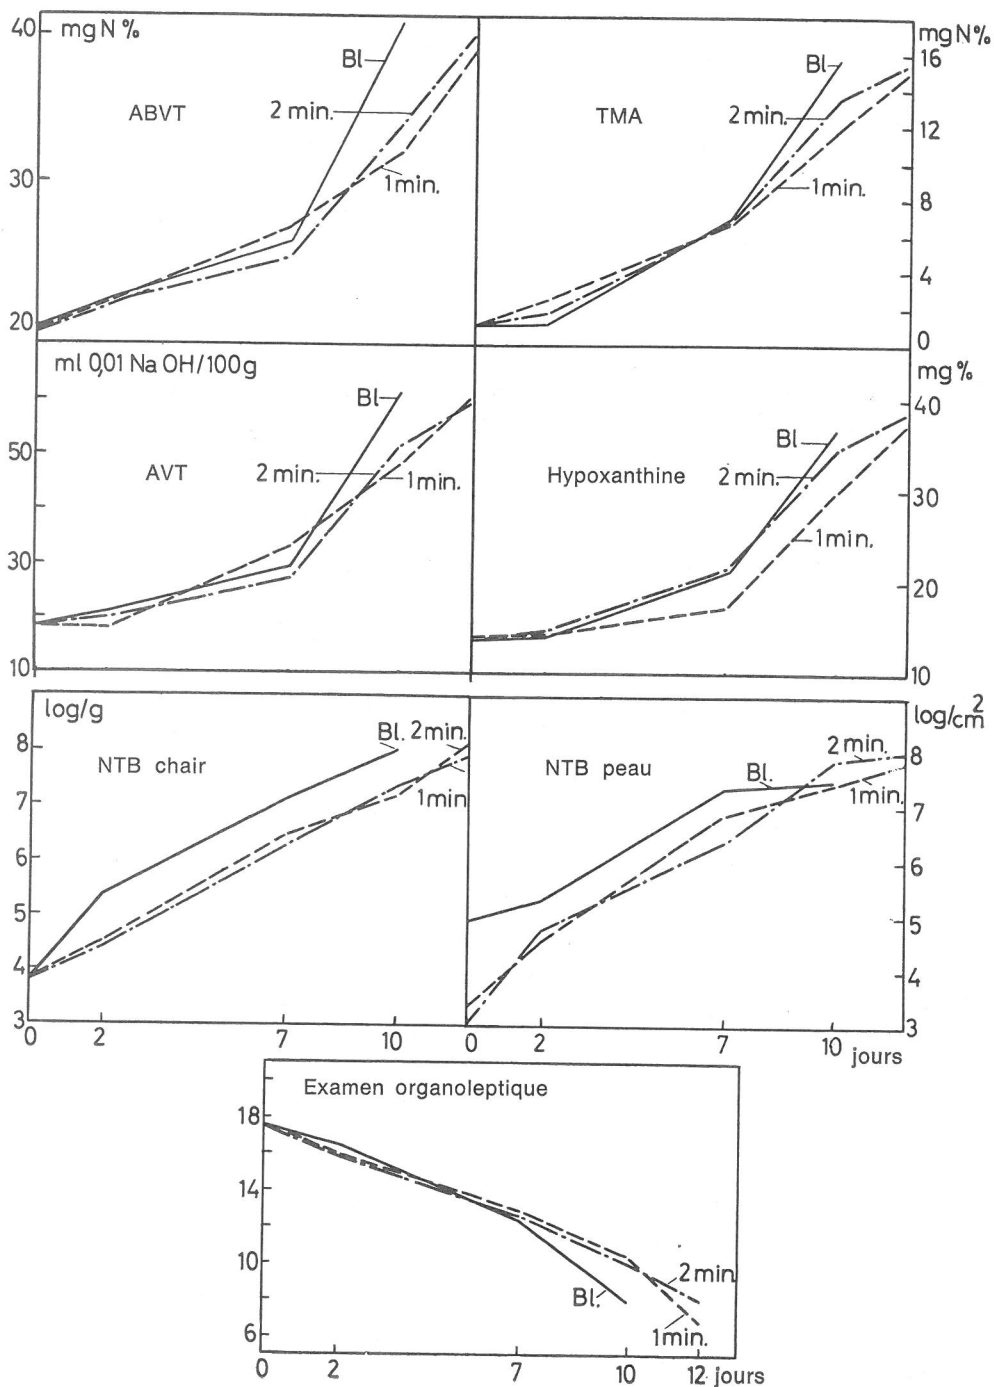 40
mg N %
Bl
ABVT
2 min.
30
1 min.
20
mg N %
16
Bl
TMA
2 min.
12
1 min.
8
4
0
ml 0,01 Na OH/100g
Bl
50
AVT
2 min.
1 min.
30
10
mg %
40
Bl
Hypoxanthine
2 min.
30
1 min.
20
10
log/g
8
Bl. 2 min.
NTB chair
7
1 min
6
5
4
3
0 2 7 10
log/cm²
2 min.
8
NTB peau
Bl.
1 min.
7
6
5
4
3
0 2 7 10 jours
Examen organoleptique
18
14
10
2 min
Bl.
6
1 min.
0 2 7 10 12 jours